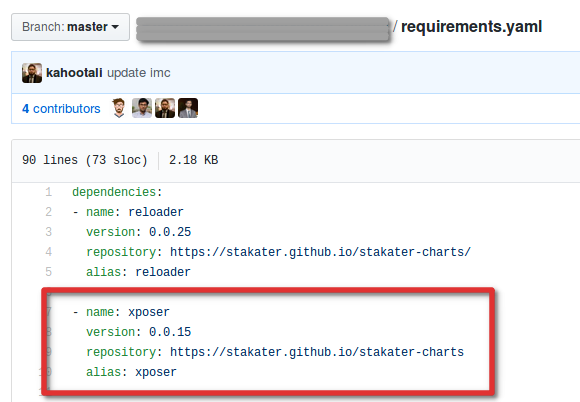 Branch: master
/ requirements.yaml
kahootali update imc
4 contributors
90 lines (73 sloc) 2.18 KB
1 dependencies:
2 - name: reloader
3 version: 0.0.25
4 repository: https://stakater.github.io/stakater-charts/
5 alias: reloader
7 - name: xposer
8 version: 0.0.15
9 repository: https://stakater.github.io/stakater-charts
10 alias: xposer